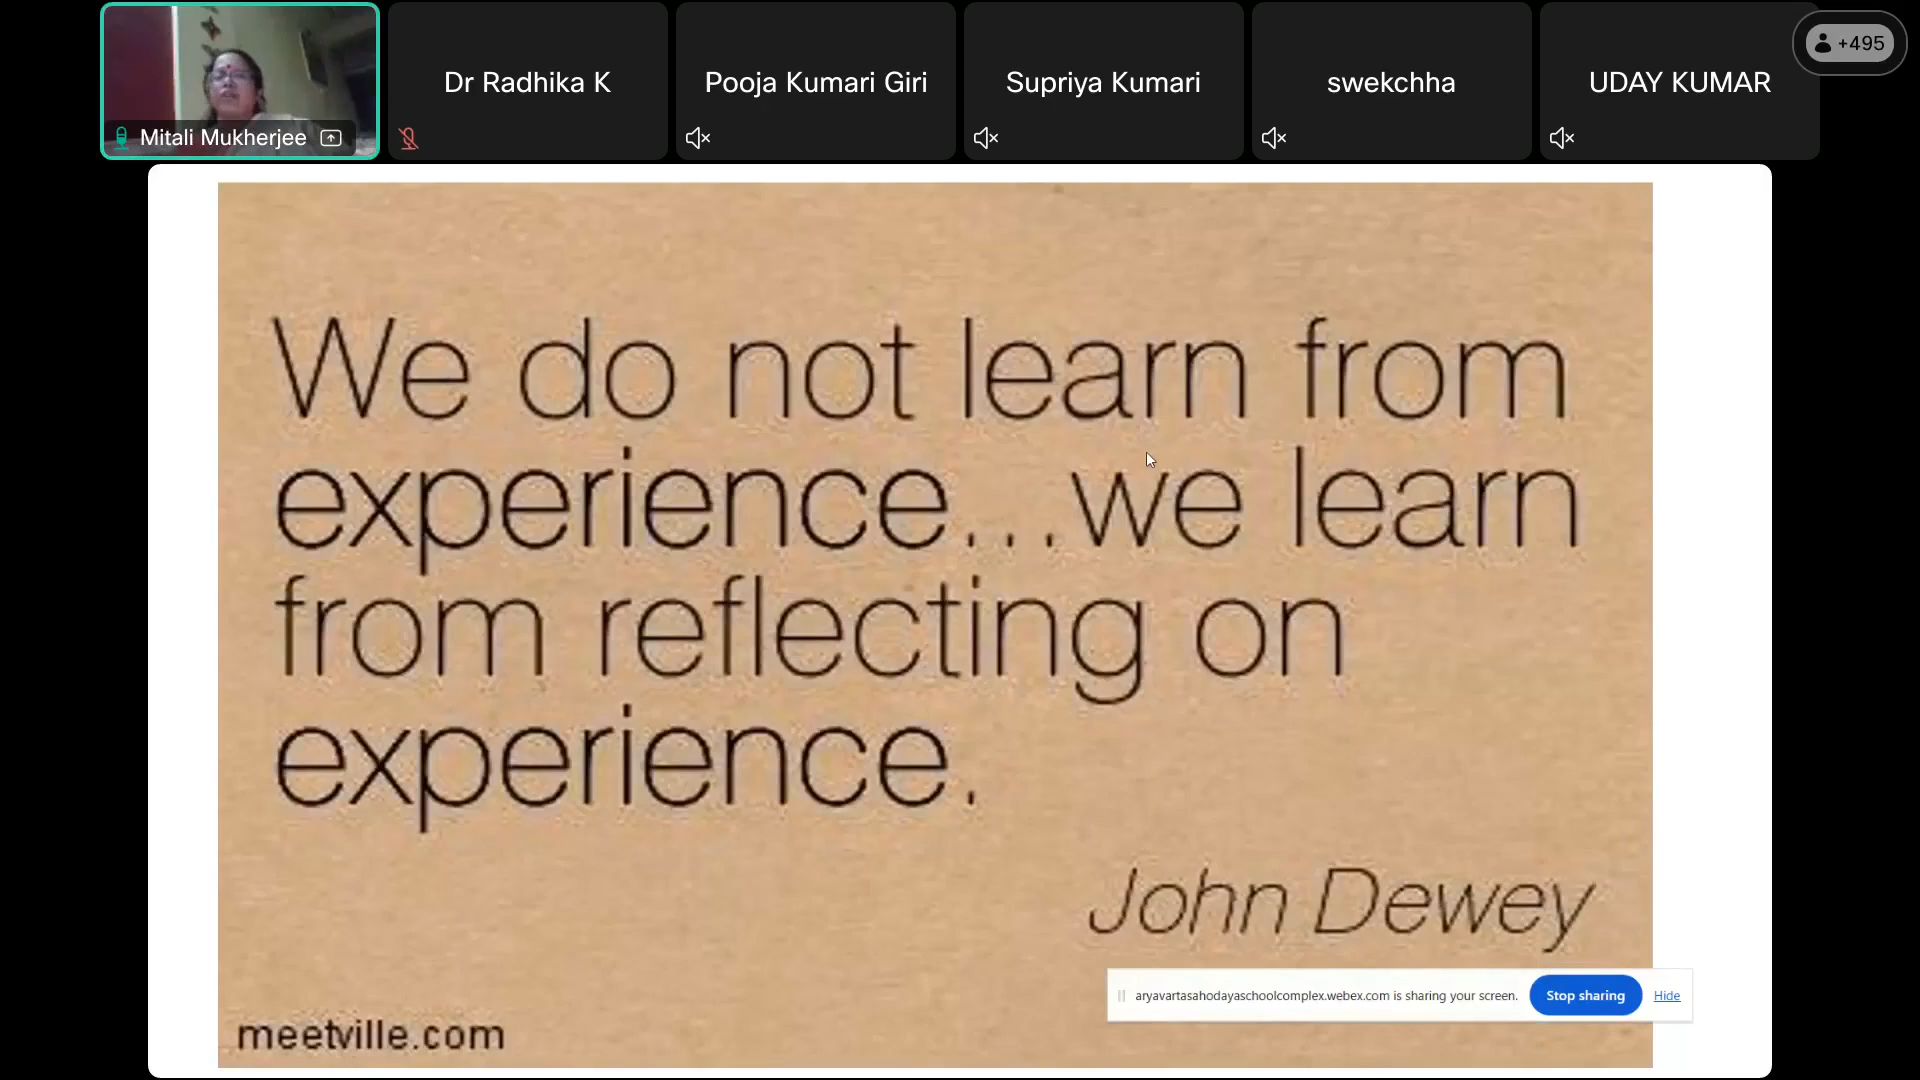 Mitali Mukherjee
Dr Radhika K
Pooja Kumari Giri
Supriya Kumari
swekchha
UDAY KUMAR
+495
We do not learn from
experience...we learn
from reflecting on
experience.
John Dewey
aryavartasahodayaschoolcomplex.webex.com is sharing your screen.
Stop sharing
Hide
meetville.com